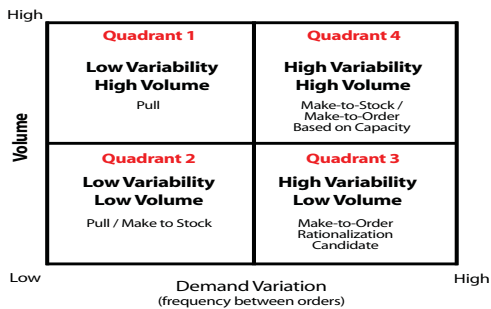 High
Quadrant 1
Low Variability
High Volume
Pull
Quadrant 4
High Variability
High Volume
Make-to-Stock /
Make-to-Order
Based on Capacity
Volume
Quadrant 2
Low Variability
Low Volume
Pull / Make to Stock
Quadrant 3
High Variability
Low Volume
Make-to-Order
Rationalization
Candidate
Low
Demand Variation
(frequency between orders)
High